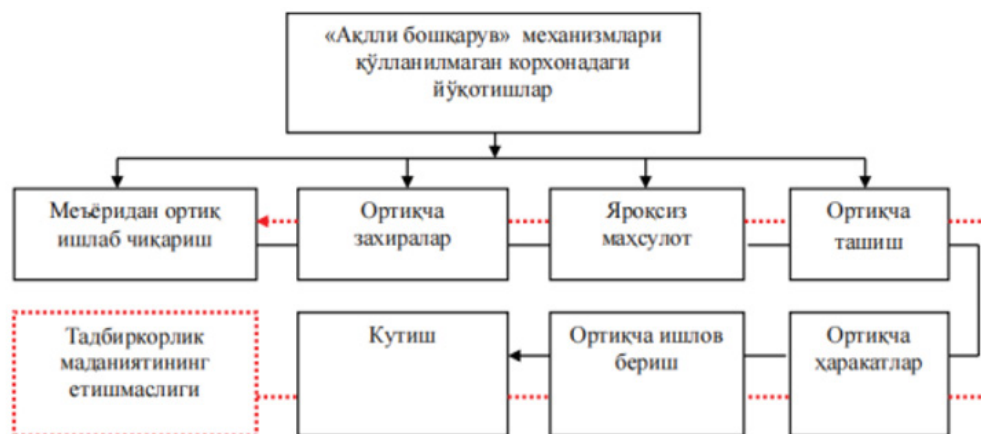 «Ақлли бошқарув» механизмлари
қўлланилмаган корхонадаги
йўқотишлар
Меъёридан ортиқ
ишлаб чиқариш
Ортиқча
захиралар
Яроқсиз
маҳсулот
Ортиқча
ташиш
Тадбиркорлик
маданиятининг
етишмаслиги
Кутиш
Ортиқча ишлов
бериш
Ортиқча
ҳаракатлар